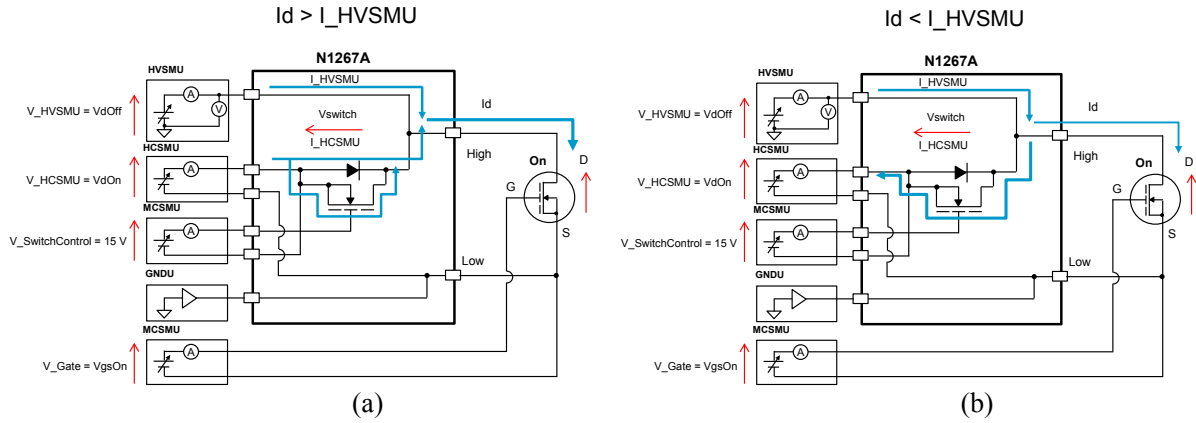 Id > I_HVSMU
N1267A
HVSMU
A
V
V_HVSMU = VdOff
I_HVSMU
Vswitch
Id
I_HCSMU
High
HCSMU
A
V_HCSMU = VdOn
On
D
G
S
MCSMU
A
V_SwitchControl = 15 V
Low
GNDU
MCSMU
A
V_Gate = VgsOn
(a)
Id < I_HVSMU
N1267A
HVSMU
A
V
V_HVSMU = VdOff
I_HVSMU
Vswitch
Id
I_HCSMU
High
HCSMU
A
V_HCSMU = VdOn
On
D
G
S
MCSMU
A
V_SwitchControl = 15 V
Low
GNDU
MCSMU
A
V_Gate = VgsOn
(b)